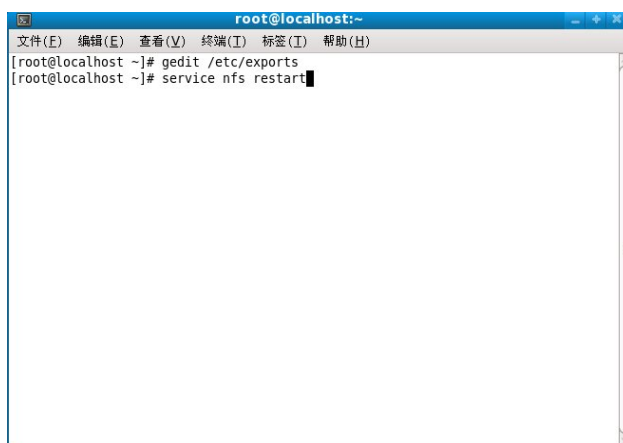 root@localhost:~
文件(F) 编辑(E) 查看(V) 终端(T) 标签(T) 帮助(H)
[root@localhost ~]# gedit /etc/exports
[root@localhost ~]# service nfs restart